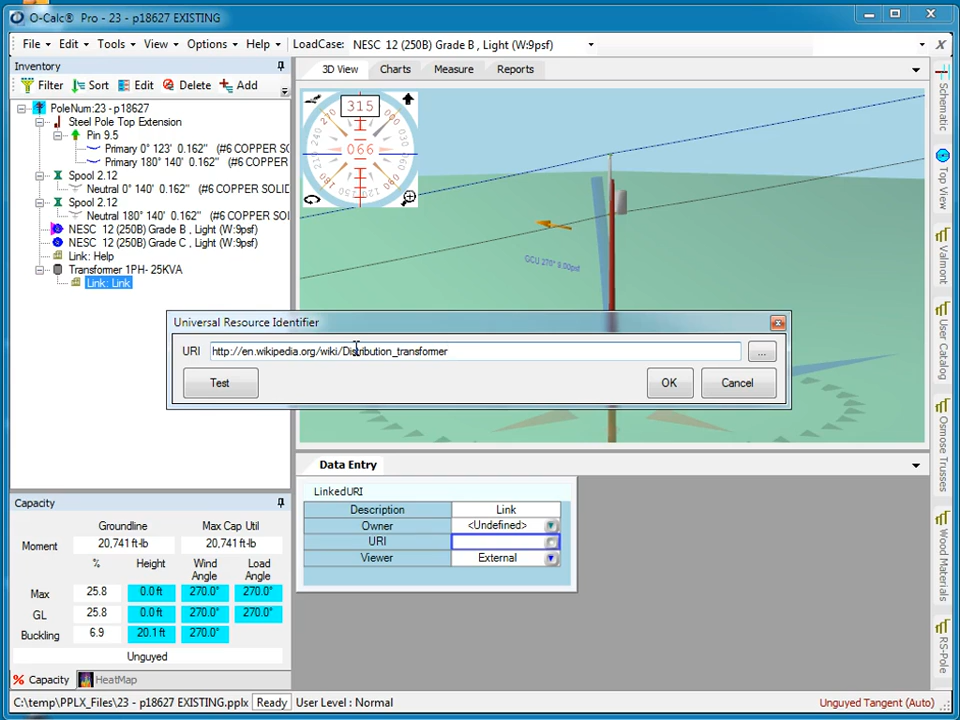 O-Calc® Pro - 23 - p18627 EXISTING
File Edit Tools View Options Help LoadCase: NESC 12 (250B) Grade B , Light (W:9psf) X
Inventory
Filter Sort Edit Delete Add
PoleNum:23 - p18627
Steel Pole Top Extension
Pin 9.5
Primary 0° 123' 0.162" (#6 COPPER SO
Primary 180° 140' 0.162" (#6 COPPER
Spool 2.12
Neutral 0° 140' 0.162" (#6 COPPER SOLID
Spool 2.12
Neutral 180° 140' 0.162" (#6 COPPER SOL
NESC 12 (250B) Grade B , Light (W:9psf)
NESC 12 (250B) Grade C , Light (W:9psf)
Link: Help
Transformer 1PH- 25KVA
Link: Link
3D View Charts Measure Reports
315
066
GCU 270° 9.00psf
Universal Resource Identifier
URI http://en.wikipedia.org/wiki/Distribution_transformer ...
Test OK Cancel
Data Entry
LinkedURI
Description Link
Owner <Undefined>
URI
Viewer External
Capacity
Groundline Max Cap Util
Moment 20,741 ft-lb 20,741 ft-lb
% Height Wind Angle Load Angle
Max 25.8 0.0 ft 270.0° 270.0°
GL 25.8 0.0 ft 270.0° 270.0°
Buckling 6.9 20.1 ft 270.0°
Unguyed
% Capacity HeatMap
C:\temp\PPLX_Files\23 - p18627 EXISTING.pplx Ready User Level : Normal Unguyed Tangent (Auto)
Schematic
Top View
Valmont
User Catalog
Osmose Trusses
Wood Materials
RS-Pole